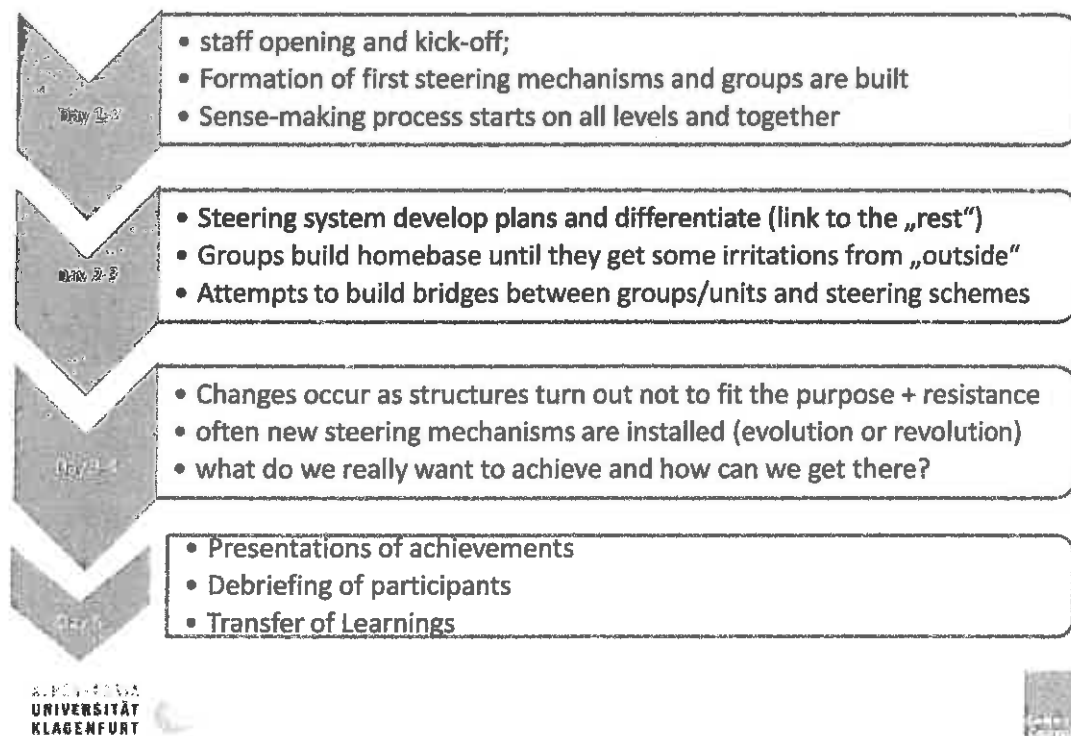 • staff opening and kick-off;
• Formation of first steering mechanisms and groups are built
• Sense-making process starts on all levels and together
Day
• Steering system develop plans and differentiate (link to the „rest“)
• Groups build homebase until they get some irritations from „outside“
• Attempts to build bridges between groups/units and steering schemes
Day 2-3
• Changes occur as structures turn out not to fit the purpose + resistance
• often new steering mechanisms are installed (evolution or revolution)
• what do we really want to achieve and how can we get there?
• Presentations of achievements
• Debriefing of participants
• Transfer of Learnings
UNIVERSITÄT
KLAGENFURT